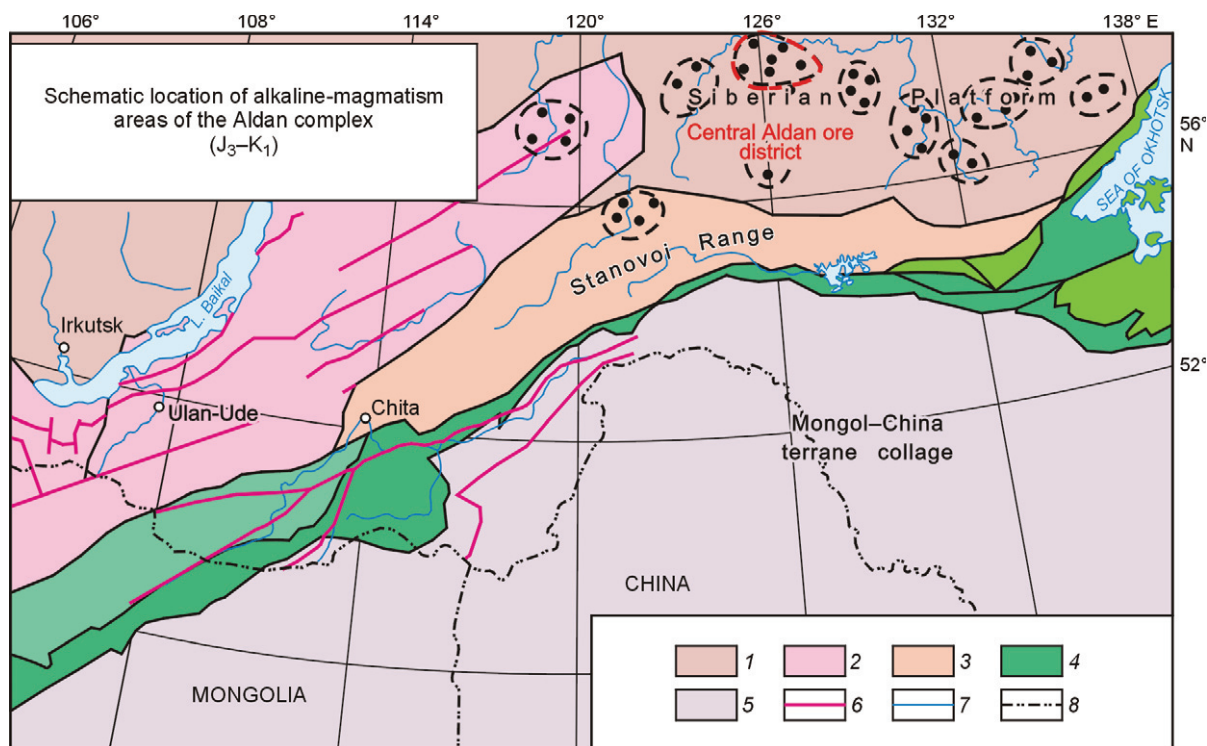 106° 108° 114° 120° 126° 132° 138° E
Schematic location of alkaline-magmatism
areas of the Aldan complex
(J₃–K₁)
Siberian Platform
Central Aldan ore
district
56°
N
SEA OF OKHOTSK
Stanovoi Range
L. Baikal
Irkutsk
52°
Ulan-Ude
Chita
Mongol–China
terrane collage
CHINA
MONGOLIA
1 2 3 4
5 6 7 8